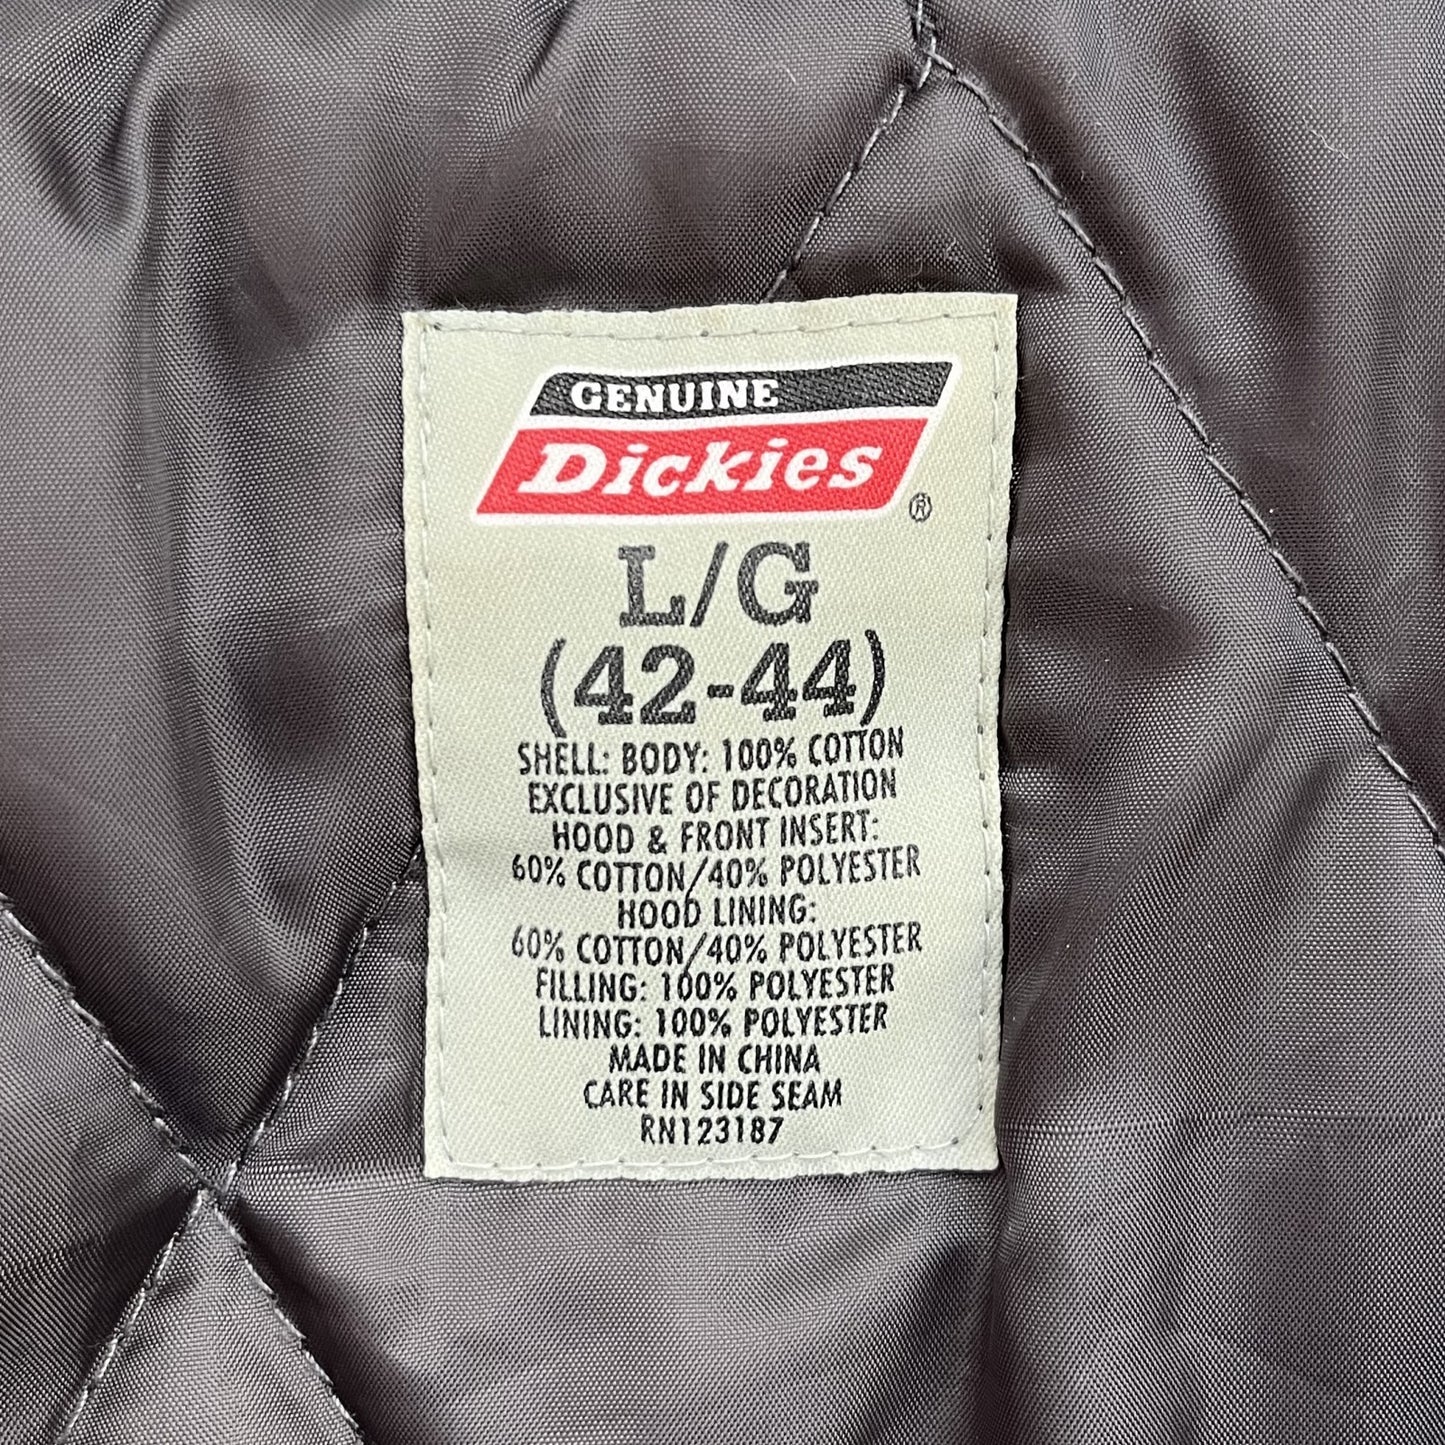 GENUINE
Dickies
®
L/G
(42-44)
SHELL: BODY: 100% COTTON
EXCLUSIVE OF DECORATION
HOOD & FRONT INSERT:
60% COTTON/40% POLYESTER
HOOD LINING:
60% COTTON/40% POLYESTER
FILLING: 100% POLYESTER
LINING: 100% POLYESTER
MADE IN CHINA
CARE IN SIDE SEAM
RN123187